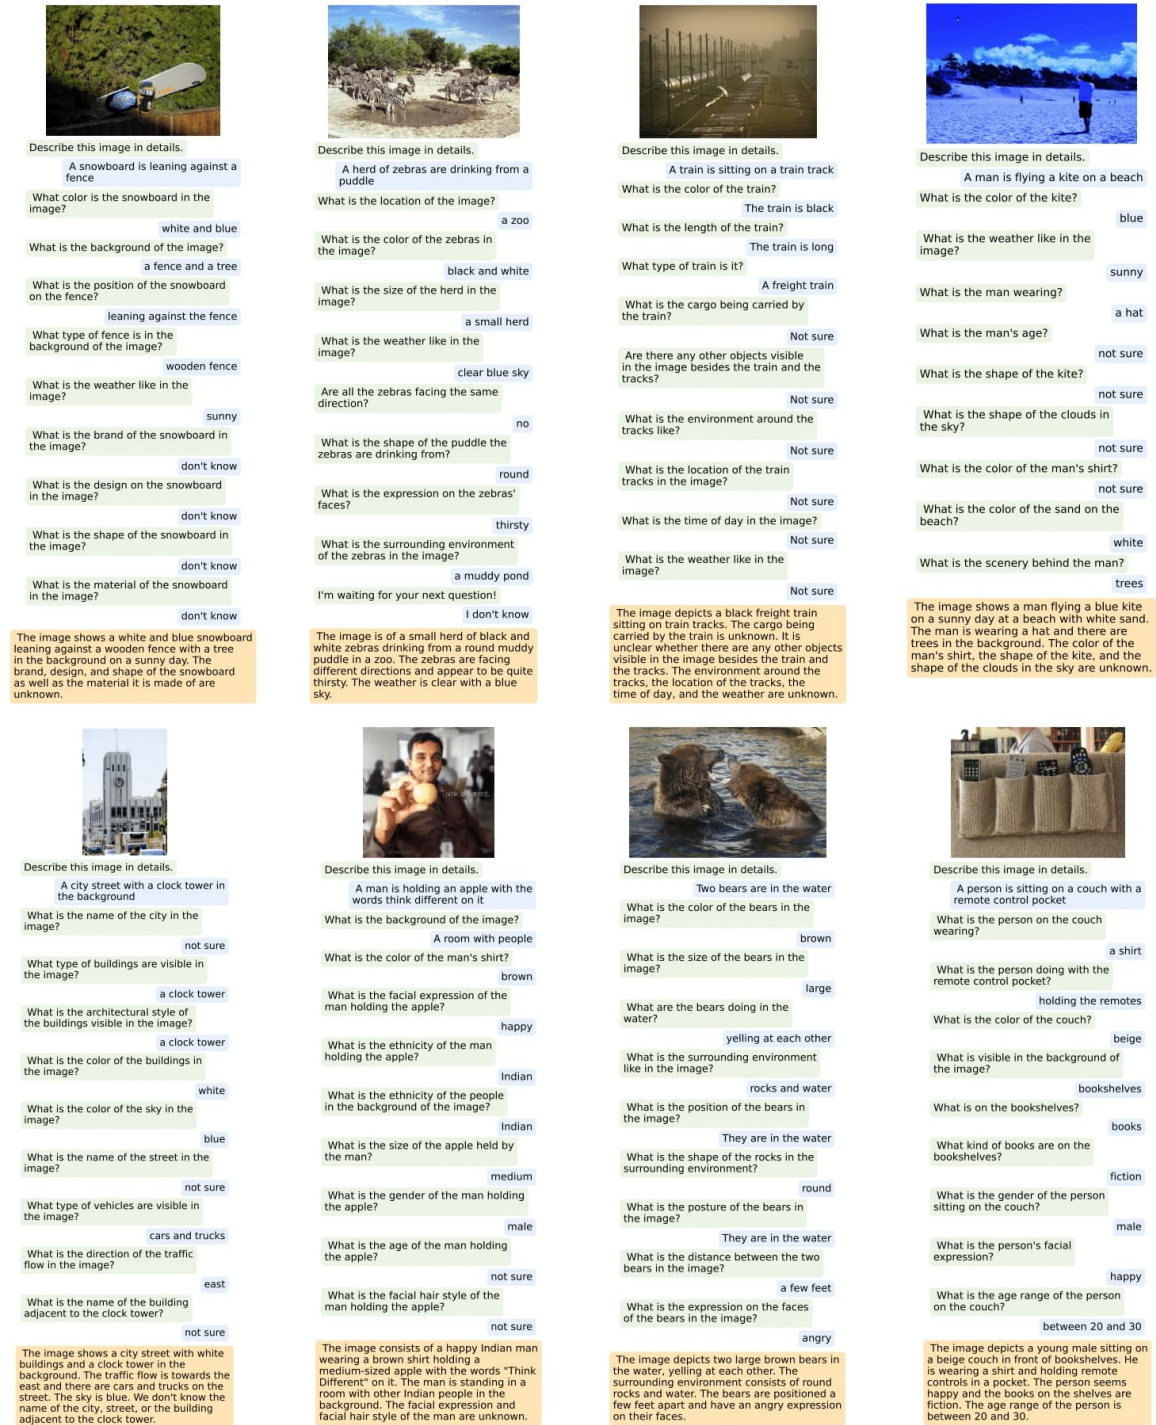 Describe this image in details.
A snowboard is leaning against a
fence
What color is the snowboard in the
image?
white and blue
What is the background of the image?
a fence and a tree
What is the position of the snowboard
on the fence?
leaning against the fence
What type of fence is in the
background of the image?
wooden fence
What is the weather like in the
image?
sunny
What is the brand of the snowboard in
the image?
don't know
What is the design on the snowboard
in the image?
don't know
What is the shape of the snowboard in
the image?
don't know
What is the material of the snowboard
in the image?
don't know
The image shows a white and blue snowboard
leaning against a wooden fence with a tree
in the background on a sunny day. The
brand, design, and shape of the snowboard
as well as the material it is made of are
unknown.
Describe this image in details.
A herd of zebras are drinking from a
puddle
What is the location of the image?
a zoo
What is the color of the zebras in
the image?
black and white
What is the size of the herd in the
image?
a small herd
What is the weather like in the
image?
clear blue sky
Are all the zebras facing the same
direction?
no
What is the shape of the puddle the
zebras are drinking from?
round
What is the expression on the zebras'
faces?
thirsty
What is the surrounding environment
of the zebras in the image?
a muddy pond
I'm waiting for your next question!
I don't know
The image is of a small herd of black and
white zebras drinking from a round muddy
puddle in a zoo. The zebras are facing
different directions and appear to be quite
thirsty. The weather is clear with a blue
sky.
Describe this image in details.
A train is sitting on a train track
What is the color of the train?
The train is black
What is the length of the train?
The train is long
What type of train is it?
A freight train
What is the cargo being carried by
the train?
Not sure
Are there any other objects visible
in the image besides the train and the
tracks?
Not sure
What is the environment around the
tracks like?
Not sure
What is the location of the train
tracks in the image?
Not sure
What is the time of day in the image?
Not sure
What is the weather like in the
image?
Not sure
The image depicts a black freight train
sitting on train tracks. The cargo being
carried by the train is unknown. It is
unclear whether there are any other objects
visible in the image besides the train and
the tracks. The environment around the
tracks, the location of the tracks, the
time of day, and the weather are unknown.
Describe this image in details.
A man is flying a kite on a beach
What is the color of the kite?
blue
What is the weather like in the
image?
sunny
What is the man wearing?
a hat
What is the man's age?
not sure
What is the shape of the kite?
not sure
What is the shape of the clouds in
the sky?
not sure
What is the color of the man's shirt?
not sure
What is the color of the sand on the
beach?
white
What is the scenery behind the man?
trees
The image shows a man flying a blue kite
on a sunny day at a beach with white sand.
The man is wearing a hat and there are
trees in the background. The color of the
man's shirt, the shape of the kite, and the
shape of the clouds in the sky are unknown.
Describe this image in details.
A city street with a clock tower in
the background
What is the name of the city in the
image?
not sure
What type of buildings are visible in
the image?
a clock tower
What is the architectural style of
the buildings visible in the image?
a clock tower
What is the color of the buildings in
the image?
white
What is the color of the sky in the
image?
blue
What is the name of the street in the
image?
not sure
What type of vehicles are visible in
the image?
cars and trucks
What is the direction of the traffic
flow in the image?
east
What is the name of the building
adjacent to the clock tower?
not sure
The image shows a city street with white
buildings and a clock tower in the
background. The traffic flow is towards the
east and there are cars and trucks on the
street. The sky is blue. We don't know the
name of the city, street, or the building
adjacent to the clock tower.
Think different.
Describe this image in details.
A man is holding an apple with the
words think different on it
What is the background of the image?
A room with people
What is the color of the man's shirt?
brown
What is the facial expression of the
man holding the apple?
happy
What is the ethnicity of the man
holding the apple?
Indian
What is the ethnicity of the people
in the background of the image?
Indian
What is the size of the apple held by
the man?
medium
What is the gender of the man holding
the apple?
male
What is the age of the man holding
the apple?
not sure
What is the facial hair style of the
man holding the apple?
not sure
The image consists of a happy Indian man
wearing a brown shirt holding a
medium-sized apple with the words "Think
Different" on it. The man is standing in a
room with other Indian people in the
background. The facial expression and
facial hair style of the man are unknown.
Describe this image in details.
Two bears are in the water
What is the color of the bears in the
image?
brown
What is the size of the bears in the
image?
large
What are the bears doing in the
water?
yelling at each other
What is the surrounding environment
like in the image?
rocks and water
What is the position of the bears in
the image?
They are in the water
What is the shape of the rocks in the
surrounding environment?
round
What is the posture of the bears in
the image?
They are in the water
What is the distance between the two
bears in the image?
a few feet
What is the expression on the faces
of the bears in the image?
angry
The image depicts two large brown bears in
the water, yelling at each other. The
surrounding environment consists of round
rocks and water. The bears are positioned a
few feet apart and have an angry expression
on their faces.
Describe this image in details.
A person is sitting on a couch with a
remote control pocket
What is the person on the couch
wearing?
a shirt
What is the person doing with the
remote control pocket?
holding the remotes
What is the color of the couch?
beige
What is visible in the background of
the image?
bookshelves
What is on the bookshelves?
books
What kind of books are on the
bookshelves?
fiction
What is the gender of the person
sitting on the couch?
male
What is the person's facial
expression?
happy
What is the age range of the person
on the couch?
between 20 and 30
The image depicts a young male sitting on
a beige couch in front of bookshelves. He
is wearing a shirt and holding remote
controls in a pocket. The person seems
happy and the books on the shelves are
fiction. The age range of the person is
between 20 and 30.